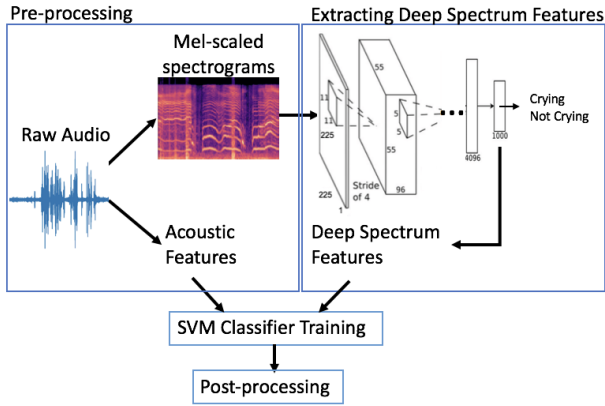 Pre-processing
Extracting Deep Spectrum Features
Mel-scaled
spectrograms
Raw Audio
Acoustic
Features
11
11
225
225
1
Stride
of 4
55
55
96
5
5
4096
1000
Crying
Not Crying
Deep Spectrum
Features
SVM Classifier Training
Post-processing